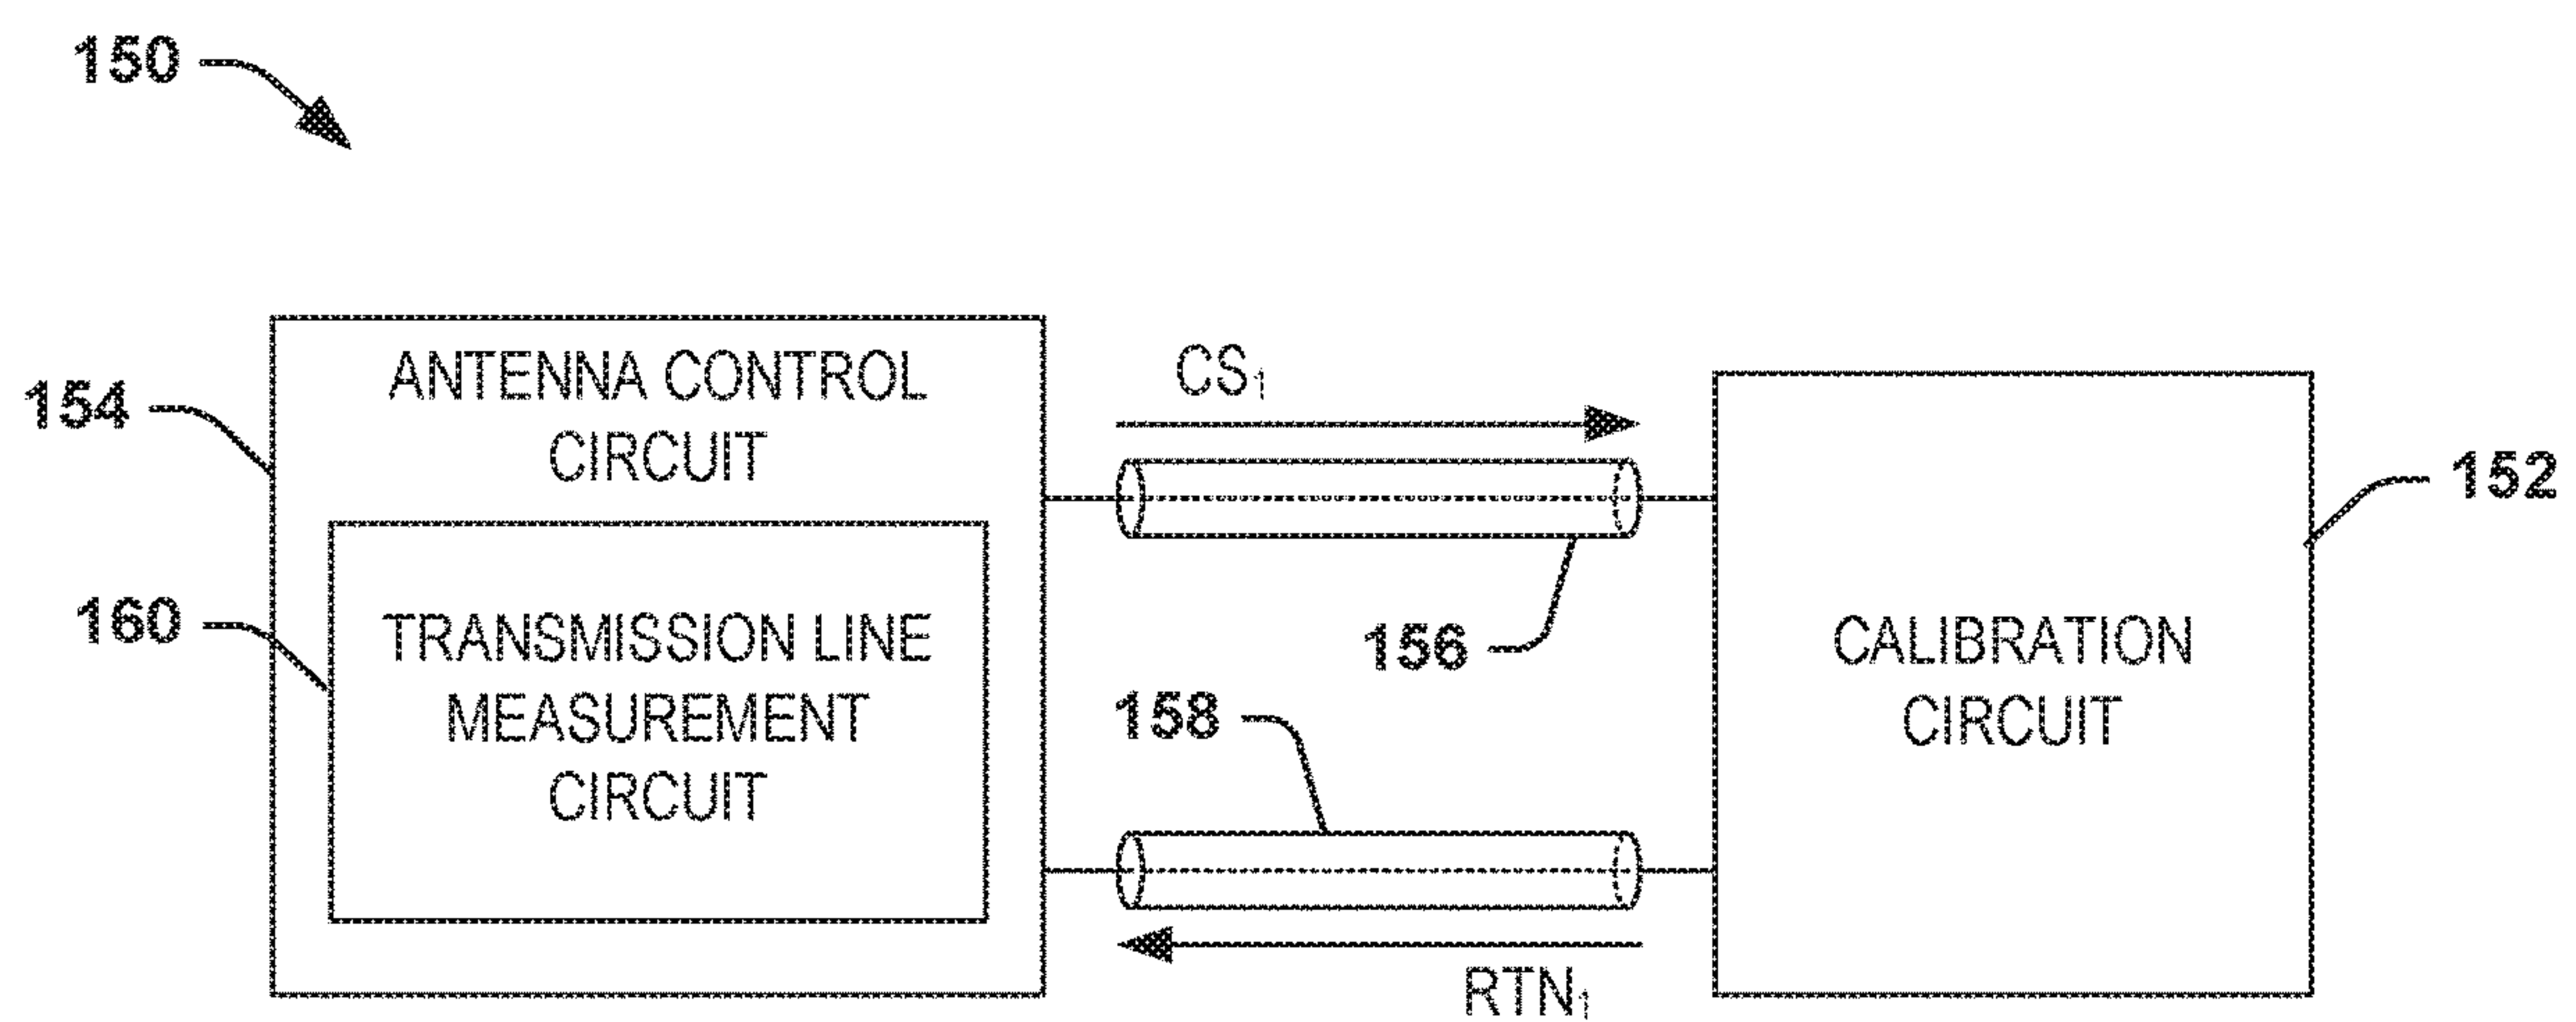 150
ANTENNA CONTROL
CIRCUIT
154
CS₁
152
160
TRANSMISSION LINE
MEASUREMENT
CIRCUIT
156
158
CALIBRATION
CIRCUIT
RTN₁